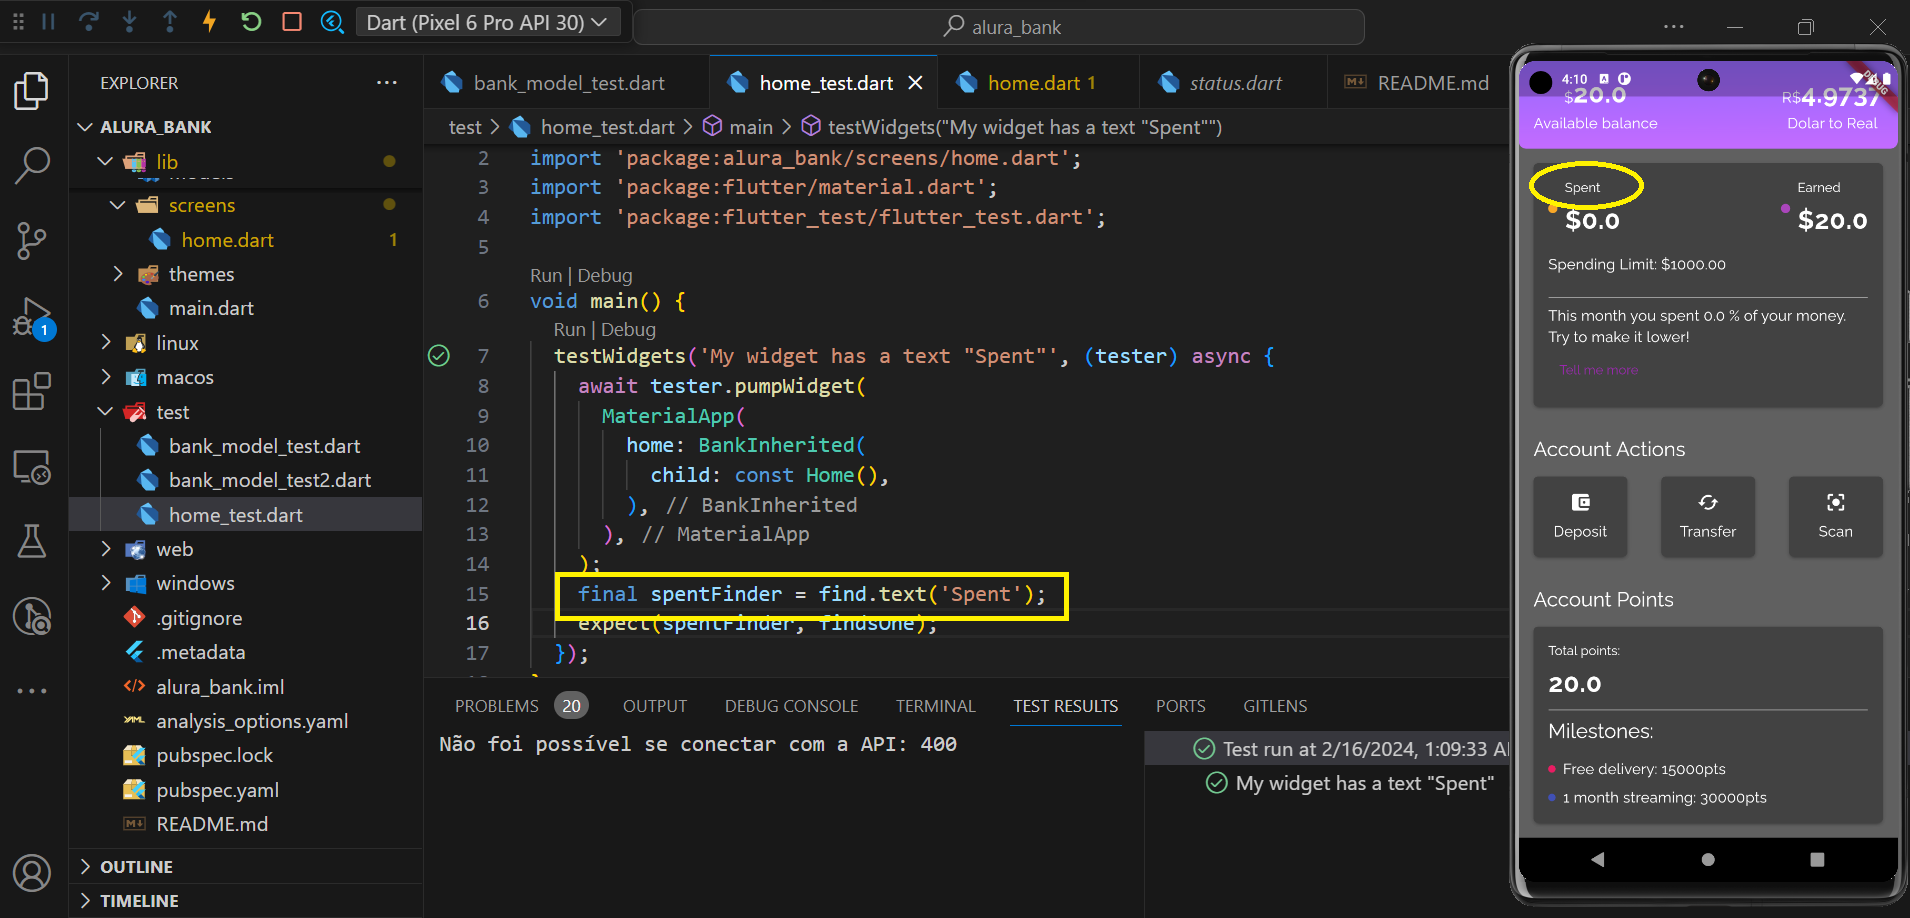 Dart (Pixel 6 Pro API 30)
alura_bank
EXPLORER
ALURA_BANK
lib
models
screens
home.dart 1
themes
main.dart
linux
macos
test
bank_model_test.dart
bank_model_test2.dart
home_test.dart
web
windows
.gitignore
.metadata
alura_bank.iml
analysis_options.yaml
pubspec.lock
pubspec.yaml
README.md
OUTLINE
TIMELINE
1
bank_model_test.dart
home_test.dart
home.dart 1
status.dart
README.md
test > home_test.dart > main > testWidgets("My widget has a text "Spent"")
2 import 'package:alura_bank/screens/home.dart';
3 import 'package:flutter/material.dart';
4 import 'package:flutter_test/flutter_test.dart';
5
Run | Debug
6 void main() {
Run | Debug
7 testWidgets('My widget has a text "Spent"', (tester) async {
8 await tester.pumpWidget(
9 MaterialApp(
10 home: BankInherited(
11 child: const Home(),
12 ), // BankInherited
13 ), // MaterialApp
14 );
15 final spentFinder = find.text('Spent');
16 expect(spentFinder, findsOne);
17 });
PROBLEMS 20
OUTPUT
DEBUG CONSOLE
TERMINAL
TEST RESULTS
PORTS
GITLENS
Não foi possível se conectar com a API: 400
Test run at 2/16/2024, 1:09:33 A
My widget has a text "Spent"
4:10
DEBUG
$20.0
R$4.9737
Available balance
Dolar to Real
Spent
Earned
$0.0
$20.0
Spending Limit: $1000.00
This month you spent 0.0 % of your money.
Try to make it lower!
Tell me more
Account Actions
Deposit
Transfer
Scan
Account Points
Total points:
20.0
Milestones:
Free delivery: 15000pts
1 month streaming: 30000pts